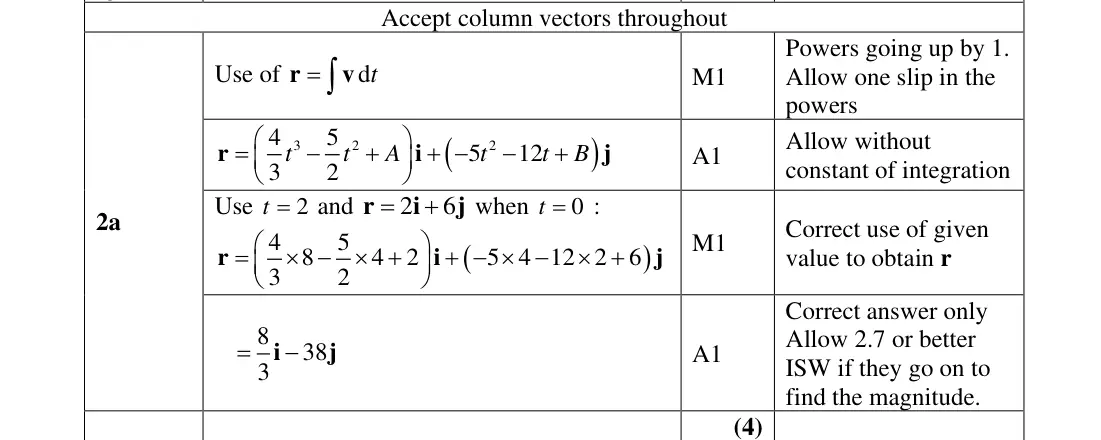 Accept column vectors throughout
2a
Use of r = ∫ v dt
M1
Powers going up by 1.
Allow one slip in the
powers
r = (4/3 t³ − 5/2 t² + A) i + (−5t² − 12t + B) j
A1
Allow without
constant of integration
Use t = 2 and r = 2i + 6j when t = 0 :
r = (4/3 × 8 − 5/2 × 4 + 2) i + (−5 × 4 − 12 × 2 + 6) j
M1
Correct use of given
value to obtain r
= 8/3 i − 38j
A1
Correct answer only
Allow 2.7 or better
ISW if they go on to
find the magnitude.
(4)